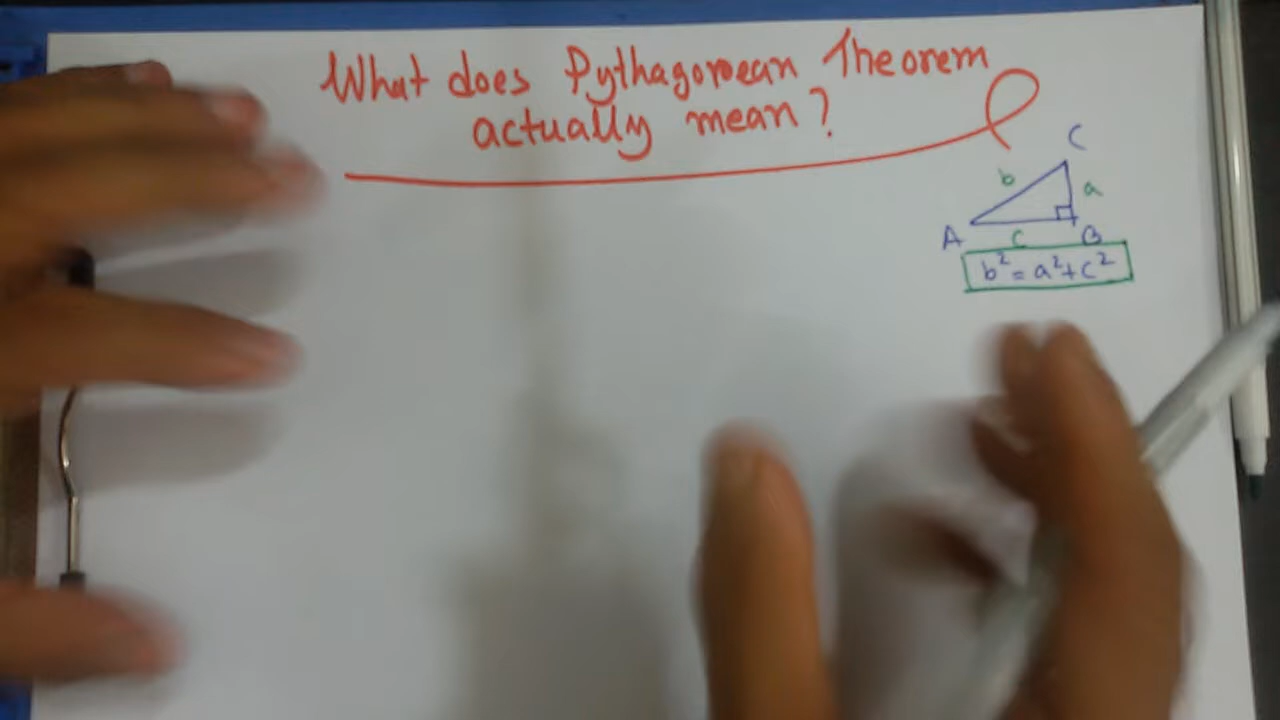 What does Pythagorean Theorem
actually mean?
C
b
a
A
c
B
b² = a² + c²